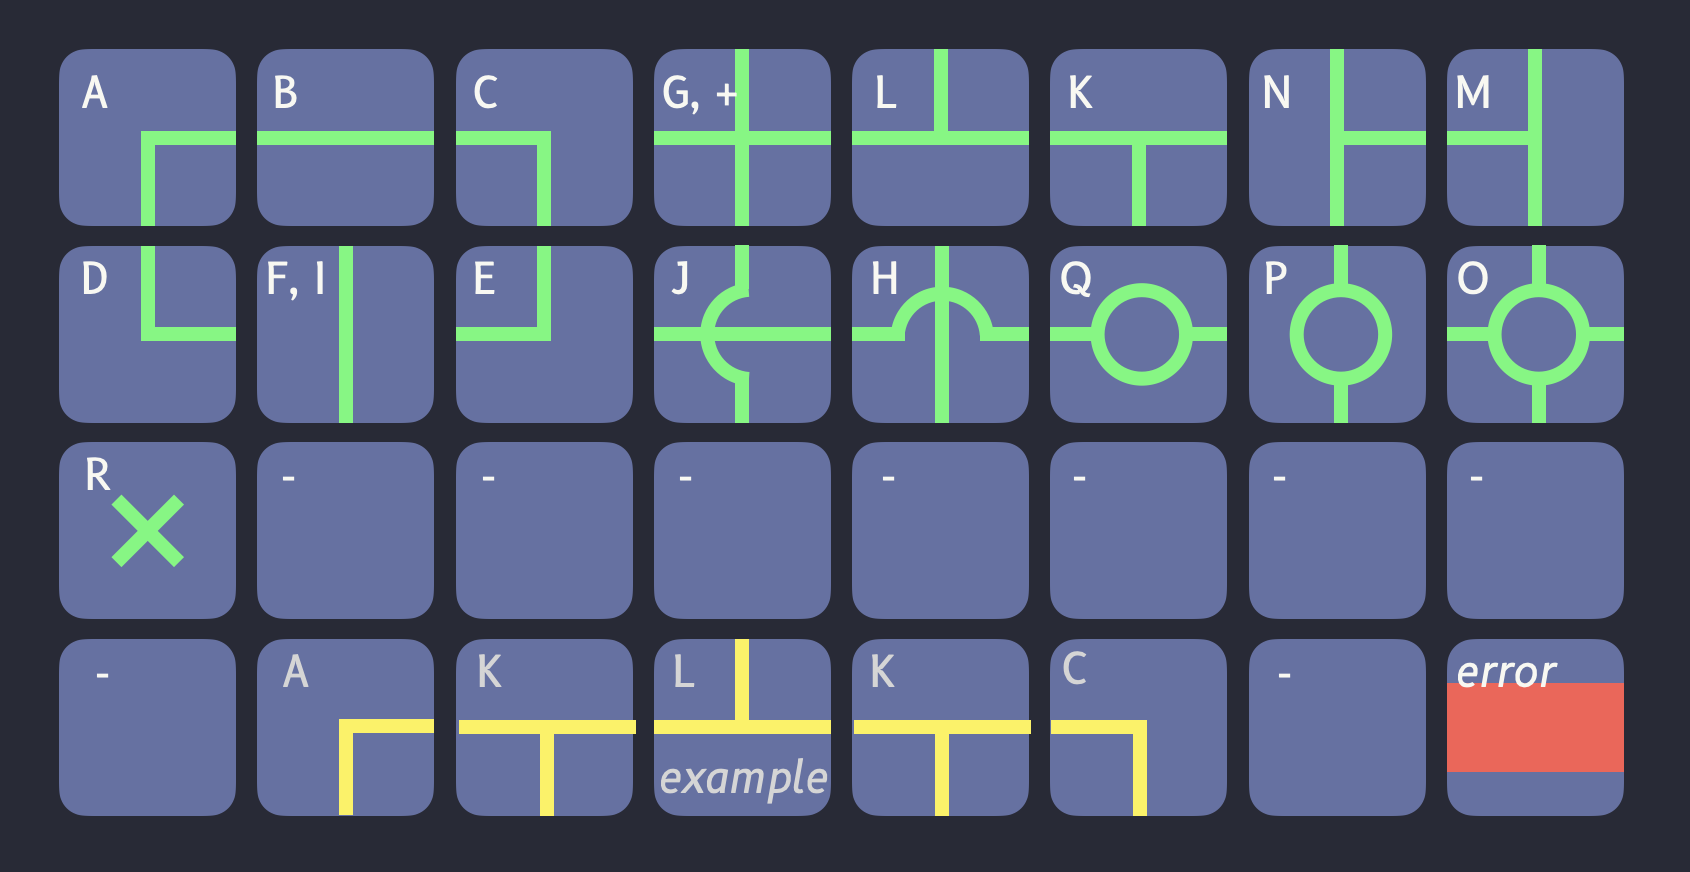 A B C G, + L K N M
D F, I E J H Q P O
R - - - - - - -
- A K L K C - error
example